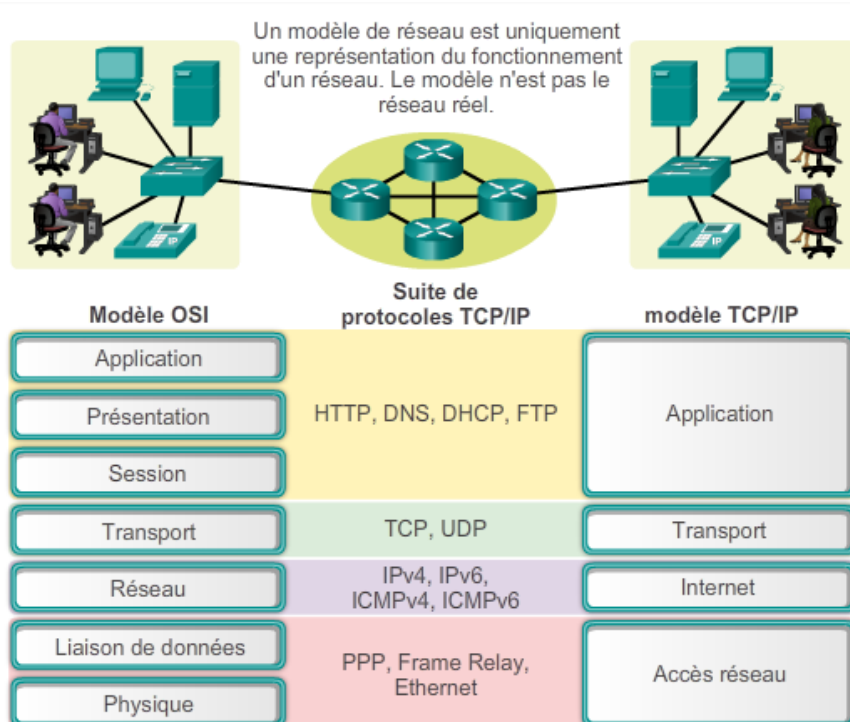 Un modèle de réseau est uniquement
une représentation du fonctionnement
d'un réseau. Le modèle n'est pas le
réseau réel.
IP
IP
Modèle OSI
Suite de
protocoles TCP/IP
modèle TCP/IP
Application
Présentation
Session
HTTP, DNS, DHCP, FTP
Application
Transport
TCP, UDP
Transport
Réseau
IPv4, IPv6,
ICMPv4, ICMPv6
Internet
Liaison de données
Physique
PPP, Frame Relay,
Ethernet
Accès réseau